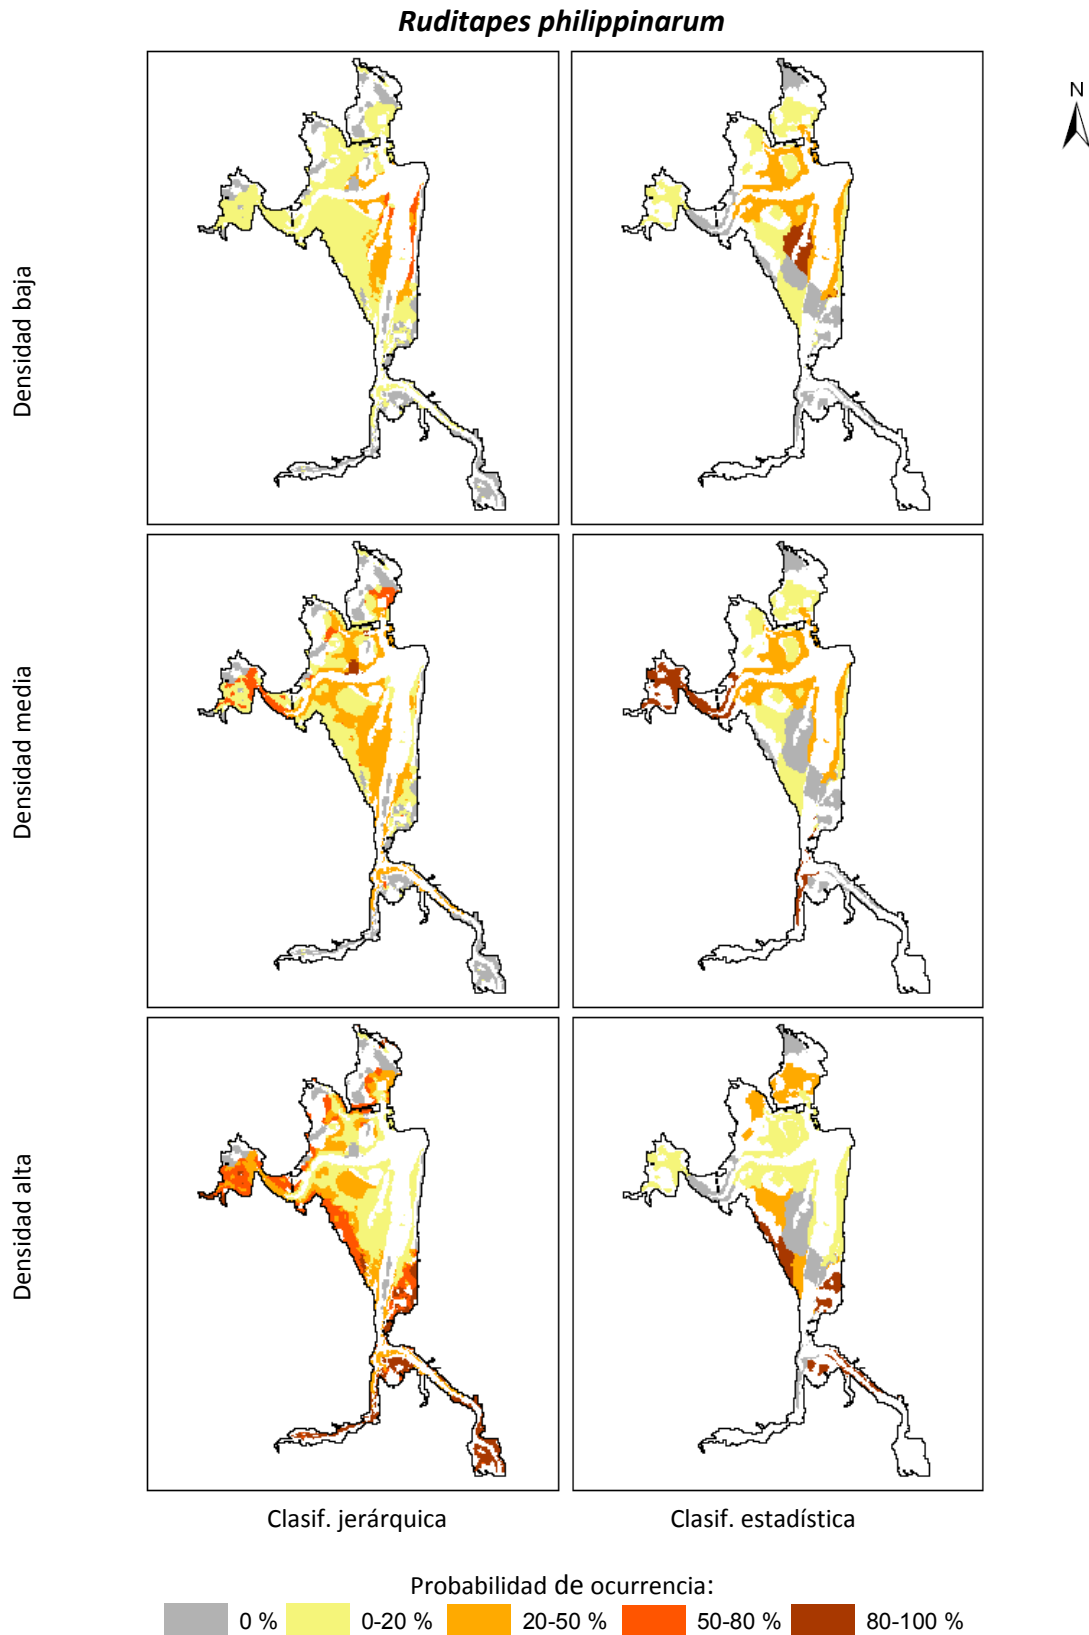 Ruditapes philippinarum
N
Densidad baja
Densidad media
Densidad alta
Clasif. jerárquica
Clasif. estadística
Probabilidad de ocurrencia:
0 %
0-20 %
20-50 %
50-80 %
80-100 %